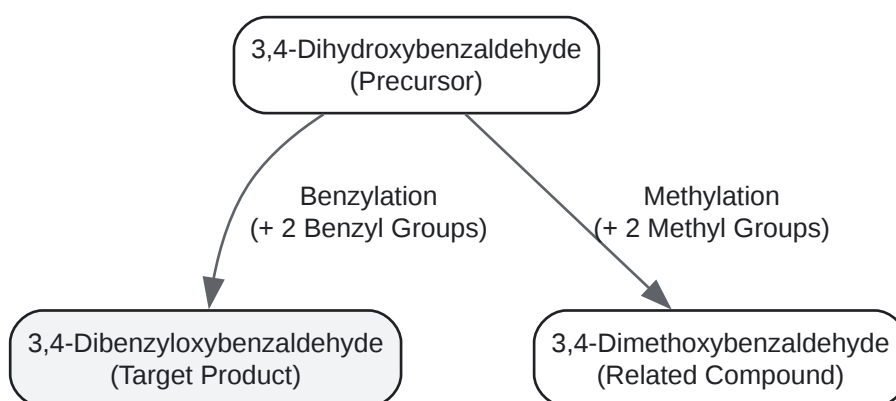 3,4-Dihydroxybenzaldehyde
(Precursor)
Benzylation
(+ 2 Benzyl Groups)
Methylation
(+ 2 Methyl Groups)
3,4-Dibenzyloxybenzaldehyde
(Target Product)
3,4-Dimethoxybenzaldehyde
(Related Compound)